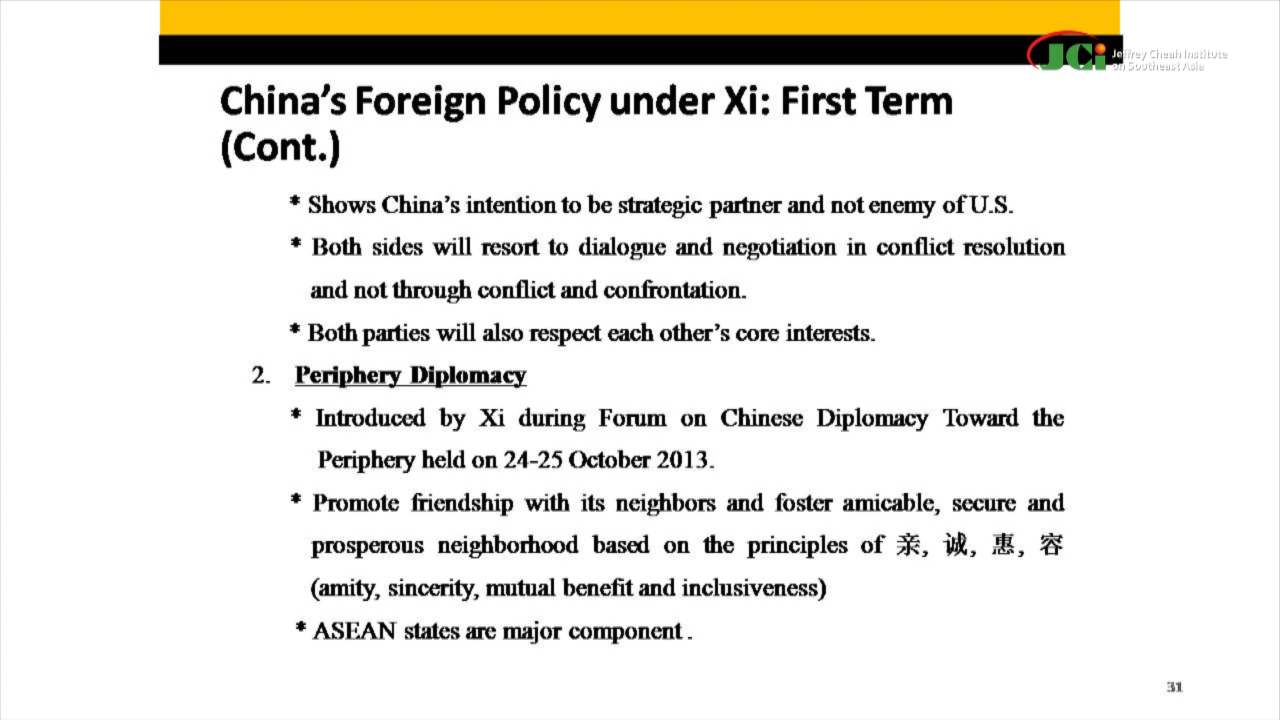 JCi Jeffrey Cheah Institute
on Southeast Asia
China's Foreign Policy under Xi: First Term
(Cont.)
* Shows China's intention to be strategic partner and not enemy of U.S.
* Both sides will resort to dialogue and negotiation in conflict resolution
and not through conflict and confrontation.
* Both parties will also respect each other's core interests.
2. Periphery Diplomacy
* Introduced by Xi during Forum on Chinese Diplomacy Toward the
Periphery held on 24-25 October 2013.
* Promote friendship with its neighbors and foster amicable, secure and
prosperous neighborhood based on the principles of 亲, 诚, 惠, 容
(amity, sincerity, mutual benefit and inclusiveness)
* ASEAN states are major component .
31